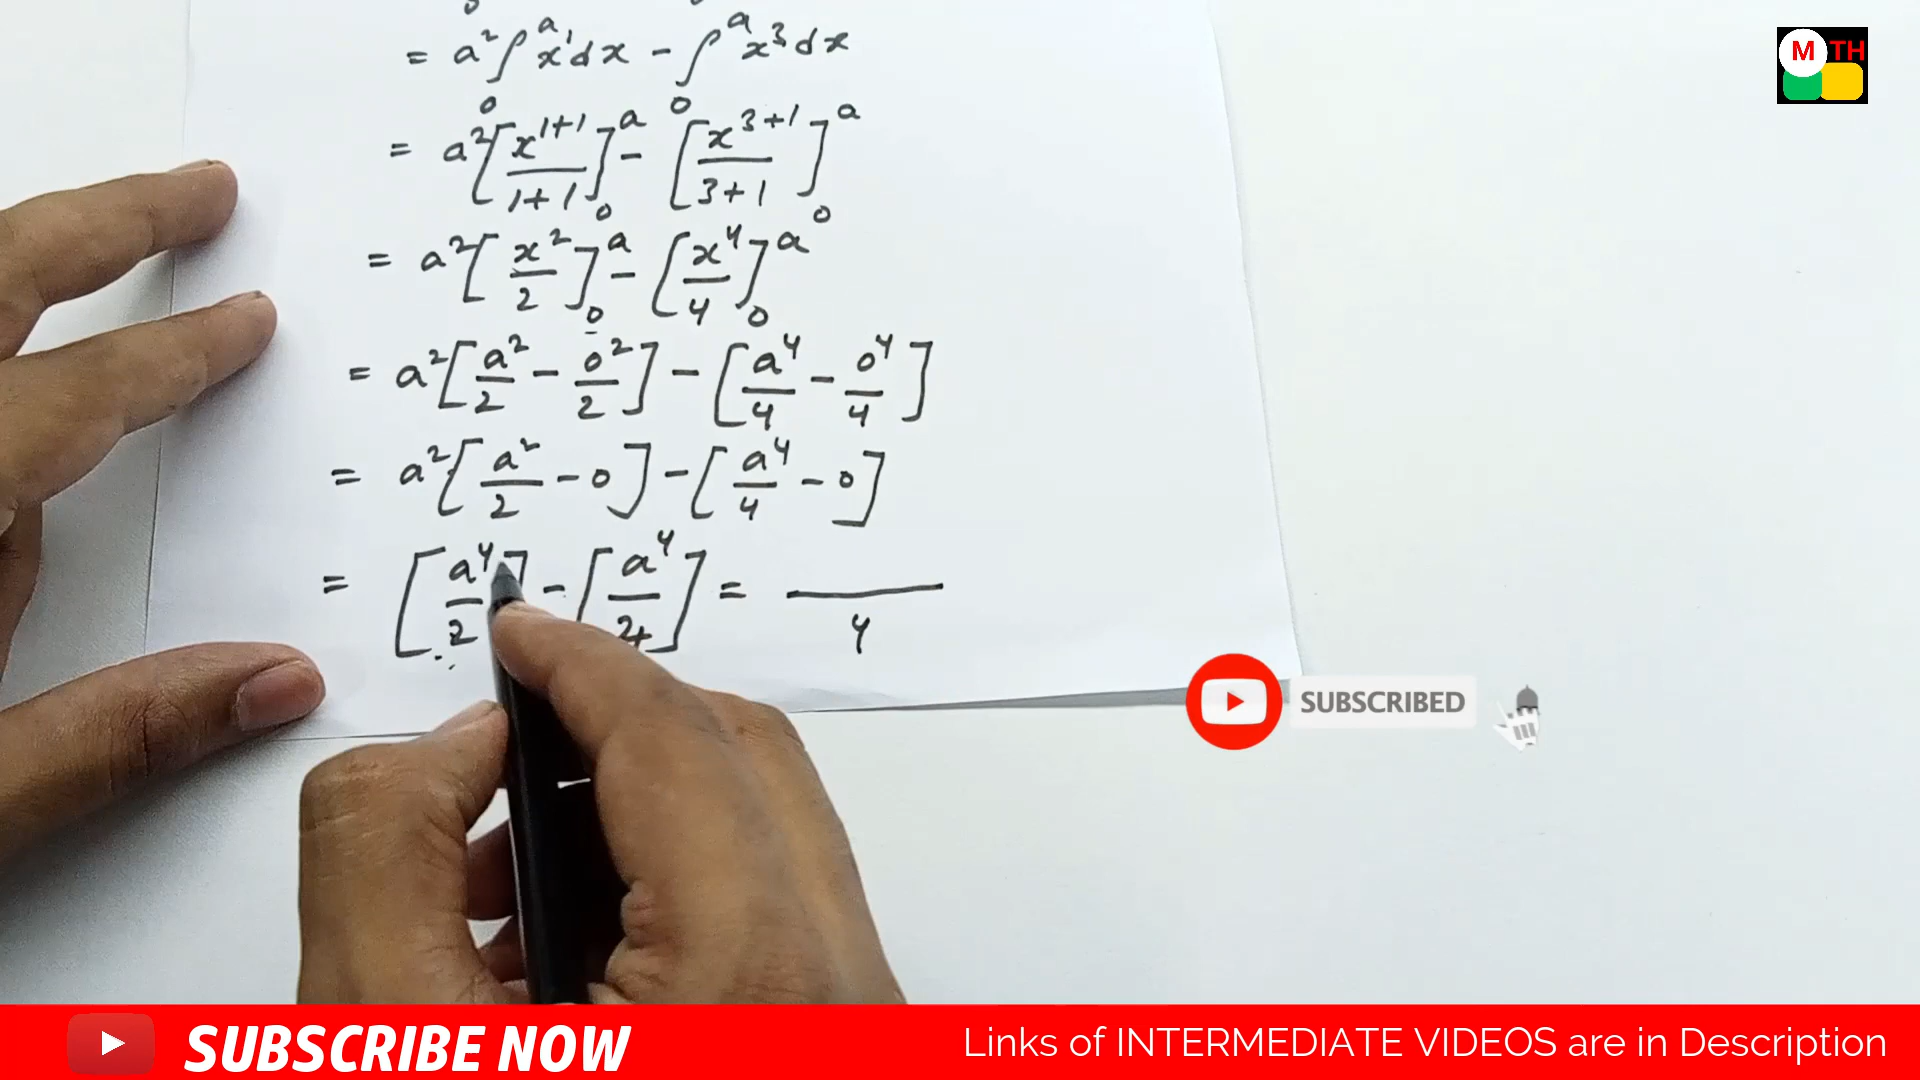 = a² ∫₀ᵃ x¹dx - ∫₀ᵃ x³dx
= a² [x¹⁺¹/1+1]₀ᵃ - [x³⁺¹/3+1]₀ᵃ
= a² [x²/2]₀ᵃ - [x⁴/4]₀ᵃ
= a² [a²/2 - 0²/2] - [a⁴/4 - 0⁴/4]
= a² [a²/2 - 0] - [a⁴/4 - 0]
= [a⁴/2] - [a⁴/4] = /4
M TH
SUBSCRIBED
SUBSCRIBE NOW
Links of INTERMEDIATE VIDEOS are in Description